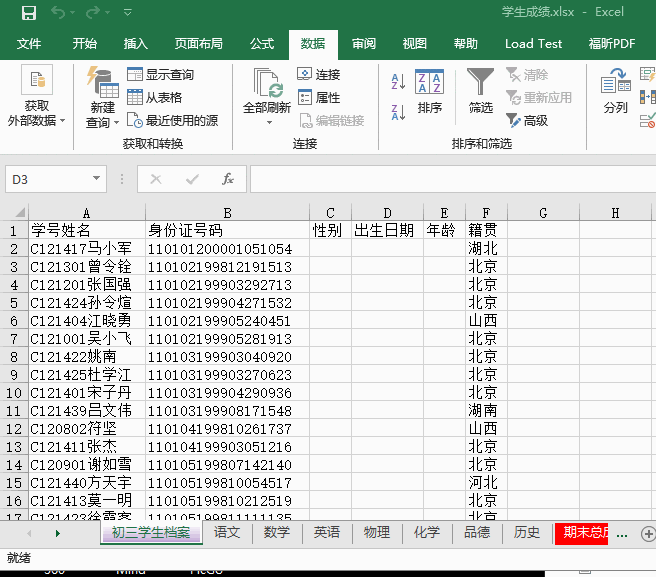 学生成绩.xlsx - Excel
文件 开始 插入 页面布局 公式 数据 审阅 视图 帮助 Load Test 福昕PDF
获取
外部数据
新建
查询
显示查询
从表格
最近使用的源
获取和转换
全部刷新
连接
属性
编辑链接
连接
排序
筛选
清除
重新应用
高级
排序和筛选
分列
D3
fx
A B C D E F G H
1 学号姓名 身份证号码 性别 出生日期 年龄 籍贯
2 C121417马小军 110101200001051054 湖北
3 C121301曾令铨 110102199812191513 北京
4 C121201张国强 110102199903292713 北京
5 C121424孙令煊 110102199904271532 北京
6 C121404江晓勇 110102199905240451 山西
7 C121001吴小飞 110102199905281913 北京
8 C121422姚南 110103199903040920 北京
9 C121425杜学江 110103199903270623 北京
10 C121401宋子丹 110103199904290936 北京
11 C121439吕文伟 110103199908171548 湖南
12 C120802符坚 110104199810261737 山西
13 C121411张杰 110104199903051216 北京
14 C120901谢如雪 110105199807142140 北京
15 C121440方天宇 110105199810054517 河北
16 C121413莫一明 110105199810212519 北京
初三学生档案 语文 数学 英语 物理 化学 品德 历史 期末总 ...
就绪